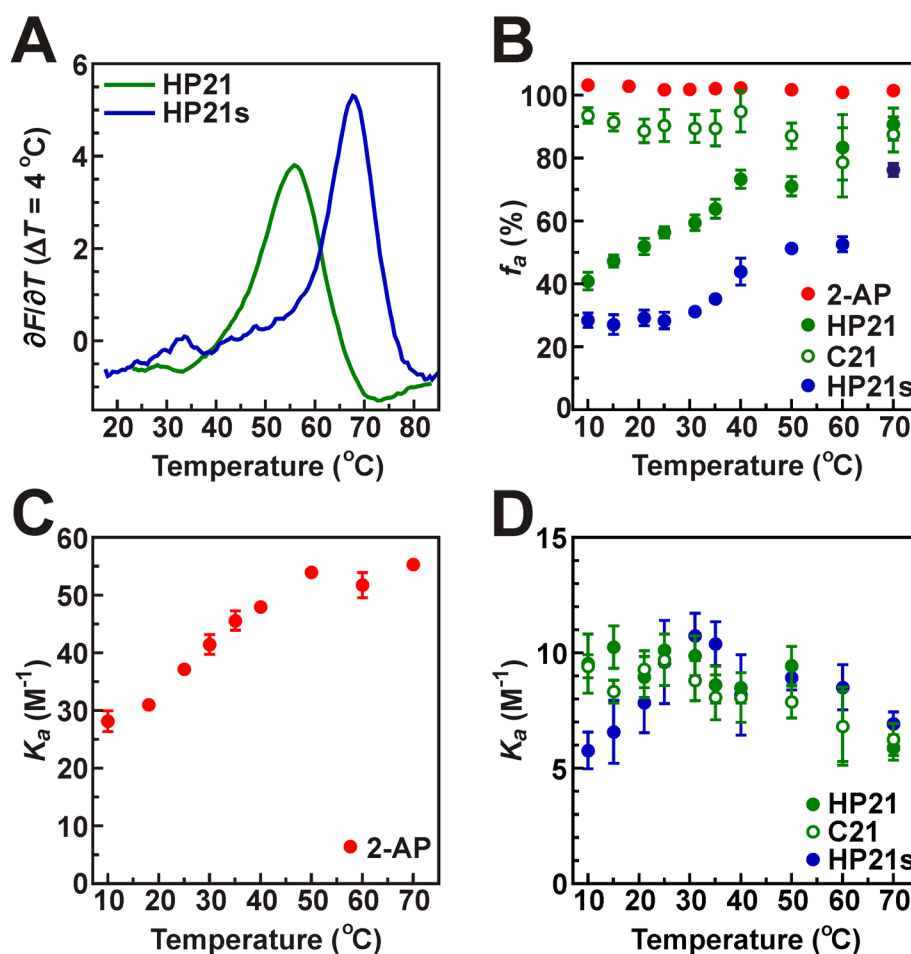 A
HP21
HP21s
∂F/∂T (ΔT = 4 °C)
6
4
2
0
20 30 40 50 60 70 80
Temperature (°C)
B
fa (%)
100
80
60
40
20
0
2-AP
HP21
C21
HP21s
10 20 30 40 50 60 70
Temperature (°C)
C
Ka (M-1)
60
50
40
30
20
10
0
2-AP
10 20 30 40 50 60 70
Temperature (°C)
D
Ka (M-1)
15
10
5
0
HP21
C21
HP21s
10 20 30 40 50 60 70
Temperature (°C)